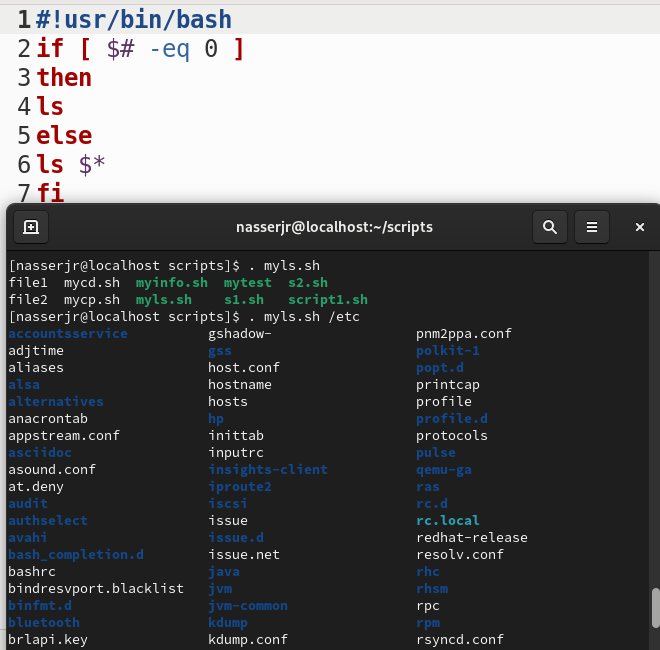 1 #!usr/bin/bash
2 if [ $# -eq 0 ]
3 then
4 ls
5 else
6 ls $*
7 fi
nasserjr@localhost:~/scripts
[nasserjr@localhost scripts]$ . myls.sh
file1 mycd.sh myinfo.sh mytest s2.sh
file2 mycp.sh myls.sh s1.sh script1.sh
[nasserjr@localhost scripts]$ . myls.sh /etc
accountsservice gshadow- pnm2ppa.conf
adjtime gss polkit-1
aliases host.conf popt.d
alsa hostname printcap
alternatives hosts profile
anacrontab hp profile.d
appstream.conf inittab protocols
asciidoc inputrc pulse
asound.conf insights-client qemu-ga
at.deny iproute2 ras
audit iscsi rc.d
authselect issue rc.local
avahi issue.d redhat-release
bash_completion.d issue.net resolv.conf
bashrc java rhc
bindresvport.blacklist jvm rhsm
binfmt.d jvm-common rpc
bluetooth kdump rpm
brlapi.key kdump.conf rsyncd.conf